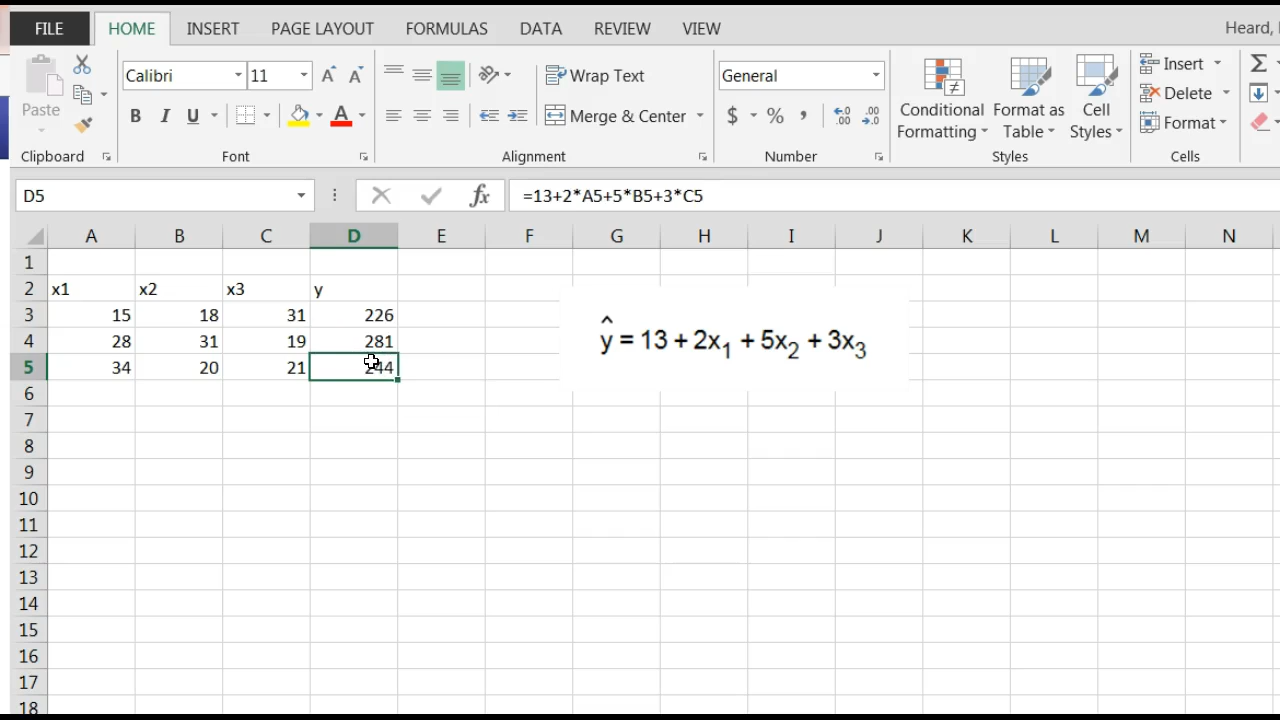 FILE HOME INSERT PAGE LAYOUT FORMULAS DATA REVIEW VIEW Heard,
Paste
Calibri 11 A A
B I U A
Wrap Text
Merge & Center
General
$ % , .00
Conditional Formatting
Format as Table
Cell Styles
Insert
Delete
Format
Σ
Clipboard Font Alignment Number Styles Cells
D5 fx =13+2*A5+5*B5+3*C5
A B C D E F G H I J K L M N
1
2 x1 x2 x3 y
3 15 18 31 226
4 28 31 19 281
5 34 20 21 244
6
7
8
9
10
11
12
13
14
15
16
17
18
ŷ = 13 + 2x₁ + 5x₂ + 3x₃